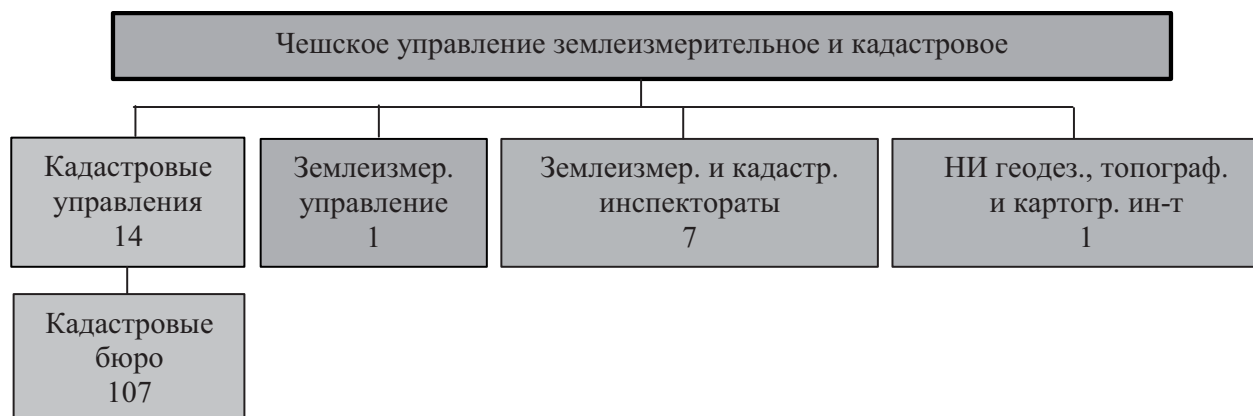 Чешское управление землеизмерительное и кадастровое
Кадастровые
управления
14
Землеизмер.
управление
1
Землеизмер. и кадастр.
инспектораты
7
НИ геодез., топограф.
и картогр. ин-т
1
Кадастровые
бюро
107